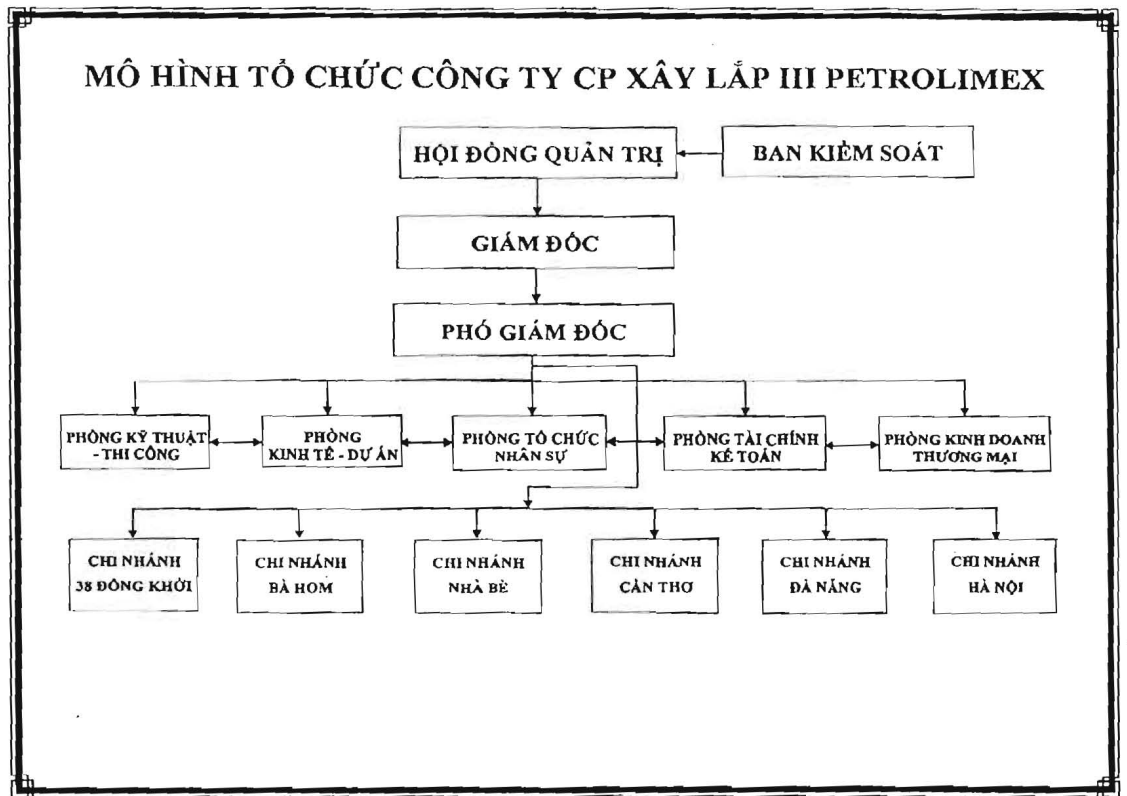 MÔ HÌNH TỔ CHỨC CÔNG TY CP XÂY LẮP III PETROLIMEX
HỘI ĐỒNG QUẢN TRỊ
BAN KIỂM SOÁT
GIÁM ĐỐC
PHÓ GIÁM ĐỐC
PHÒNG KỸ THUẬT
- THI CÔNG
PHÒNG
KINH TẾ - DỰ ÁN
PHÒNG TỔ CHỨC
NHÂN SỰ
PHÒNG TÀI CHÍNH
KẾ TOÁN
PHÒNG KINH DOANH
THƯƠNG MẠI
CHI NHÁNH
38 ĐỒNG KHỞI
CHI NHÁNH
BÀ HOM
CHI NHÁNH
NHÀ BÈ
CHI NHÁNH
CẦN THƠ
CHI NHÁNH
ĐÀ NẴNG
CHI NHÁNH
HÀ NỘI